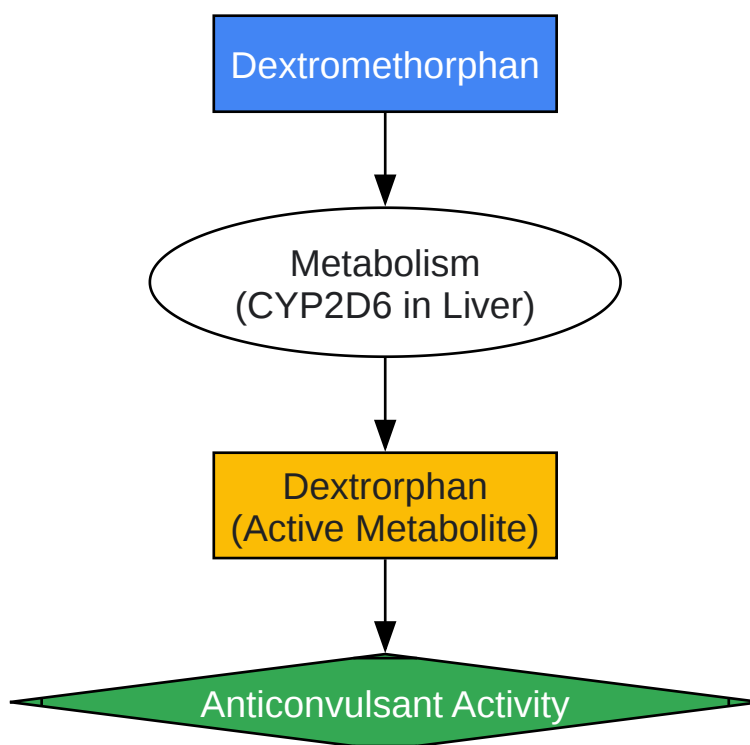 Dextromethorphan
Metabolism
(CYP2D6 in Liver)
Dextrorphan
(Active Metabolite)
Anticonvulsant Activity